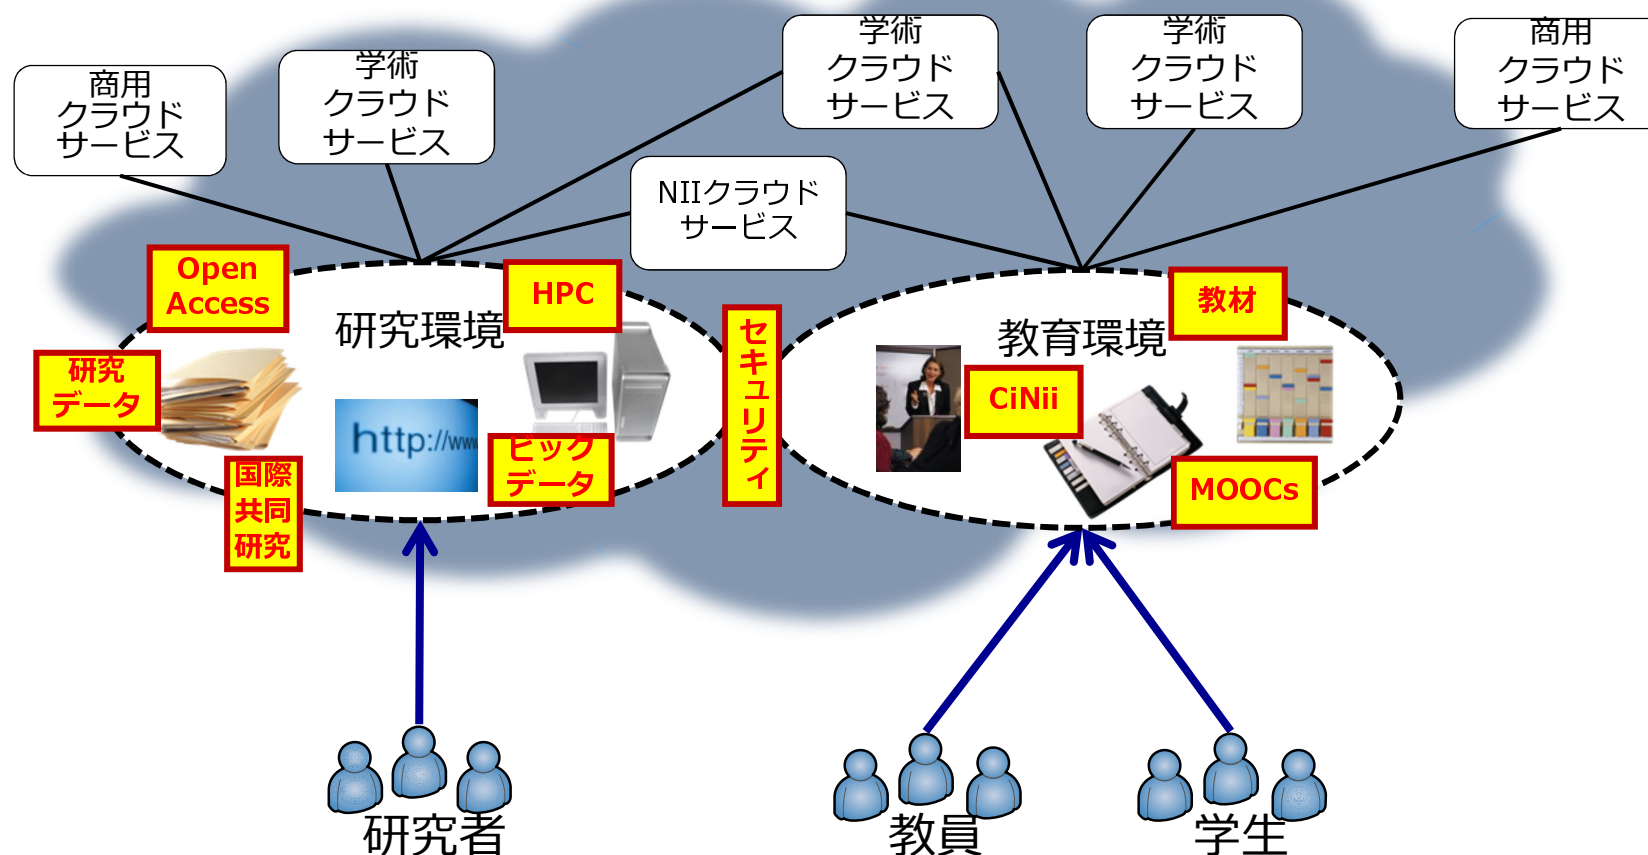 商用
クラウド
サービス
学術
クラウド
サービス
学術
クラウド
サービス
学術
クラウド
サービス
商用
クラウド
サービス
NIIクラウド
サービス
Open
Access
HPC
研究環境
研究
データ
http://www
ビック
データ
国際
共同
研究
セキュリティ
教材
教育環境
CiNii
MOOCs
研究者
教員
学生